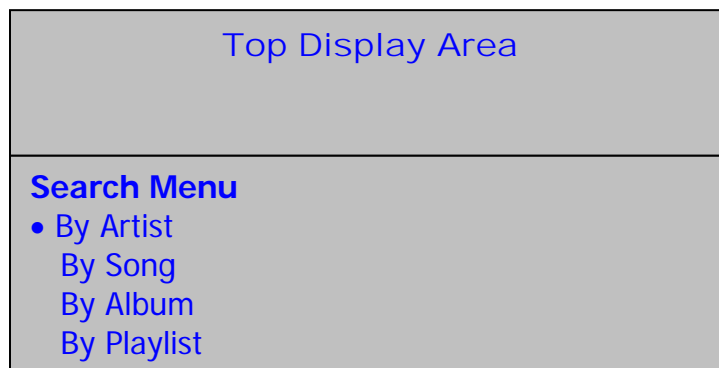 Top Display Area
Search Menu
• By Artist
By Song
By Album
By Playlist